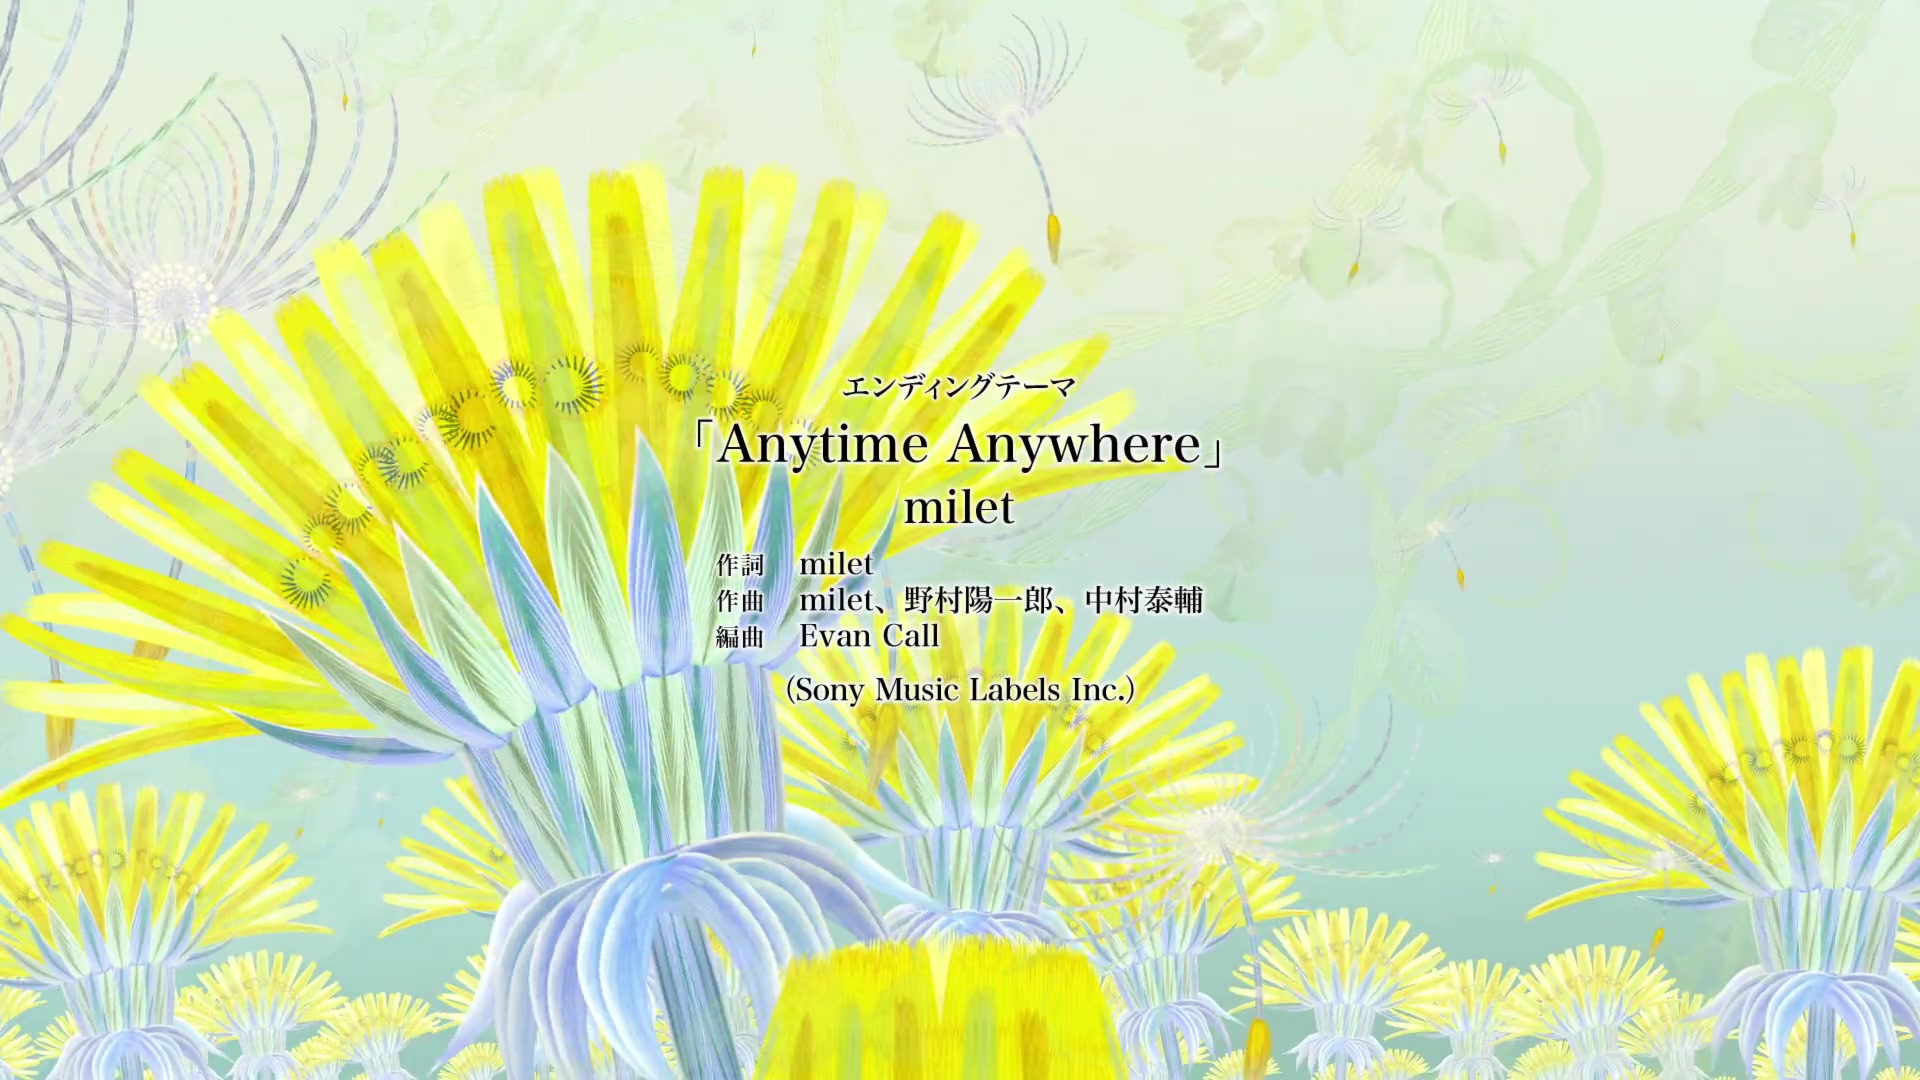 エンディングテーマ
「Anytime Anywhere」
milet
作詞 milet
作曲 milet、野村陽一郎、中村泰輔
編曲 Evan Call
(Sony Music Labels Inc.)